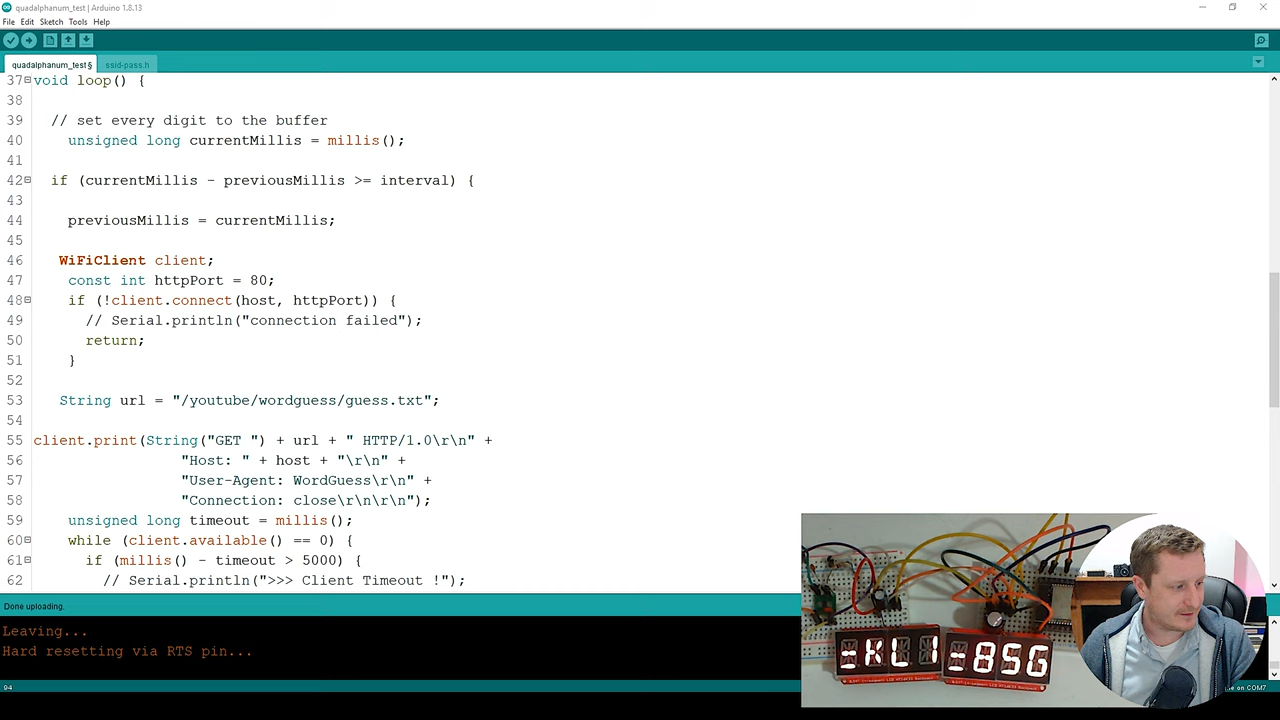 quadalphanum_test | Arduino 1.8.13
File Edit Sketch Tools Help
quadalphanum_test§ ssid-pass.h
37 void loop() {
38
39 // set every digit to the buffer
40 unsigned long currentMillis = millis();
41
42 if (currentMillis - previousMillis >= interval) {
43
44 previousMillis = currentMillis;
45
46 WiFiClient client;
47 const int httpPort = 80;
48 if (!client.connect(host, httpPort)) {
49 // Serial.println("connection failed");
50 return;
51 }
52
53 String url = "/youtube/wordguess/guess.txt";
54
55 client.print(String("GET ") + url + " HTTP/1.0\r\n" +
56 "Host: " + host + "\r\n" +
57 "User-Agent: WordGuess\r\n" +
58 "Connection: close\r\n\r\n");
59 unsigned long timeout = millis();
60 while (client.available() == 0) {
61 if (millis() - timeout > 5000) {
62 // Serial.println(">>> Client Timeout !");
Done uploading.
Leaving...
Hard resetting via RTS pin...
94
on COM7